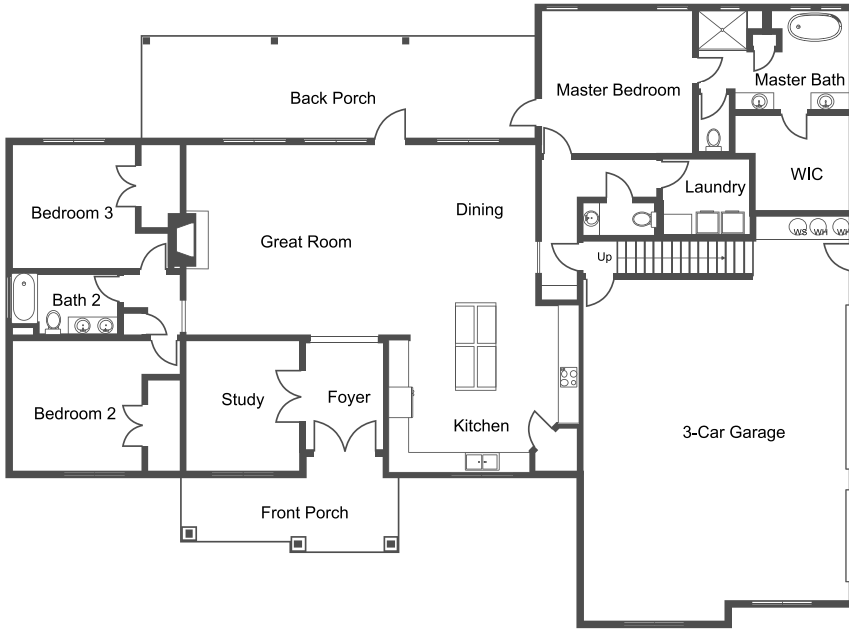 Master Bath
Master Bedroom
Back Porch
WIC
Laundry
Bedroom 3
Dining
WS
WH
WH
Great Room
Up
Bath 2
Study
Foyer
Bedroom 2
Kitchen
3-Car Garage
Front Porch